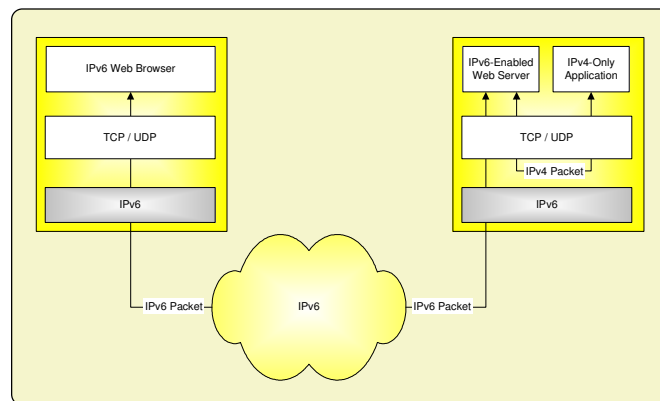 IPv6 Web Browser
TCP / UDP
IPv6
IPv6-Enabled
Web Server
IPv4-Only
Application
TCP / UDP
IPv4 Packet
IPv6
IPv6 Packet
IPv6
IPv6 Packet